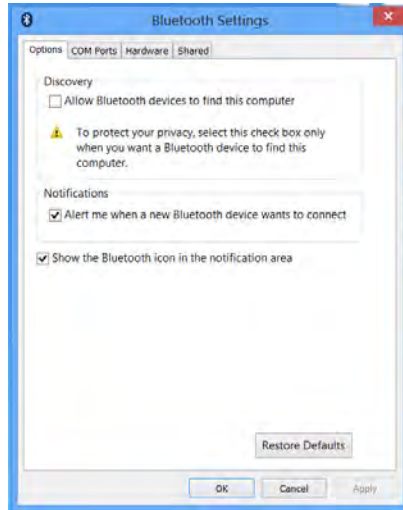 Bluetooth Settings
Options COM Ports Hardware Shared
Discovery
Allow Bluetooth devices to find this computer
To protect your privacy, select this check box only
when you want a Bluetooth device to find this
computer.
Notifications
Alert me when a new Bluetooth device wants to connect
Show the Bluetooth icon in the notification area
Restore Defaults
OK Cancel Apply